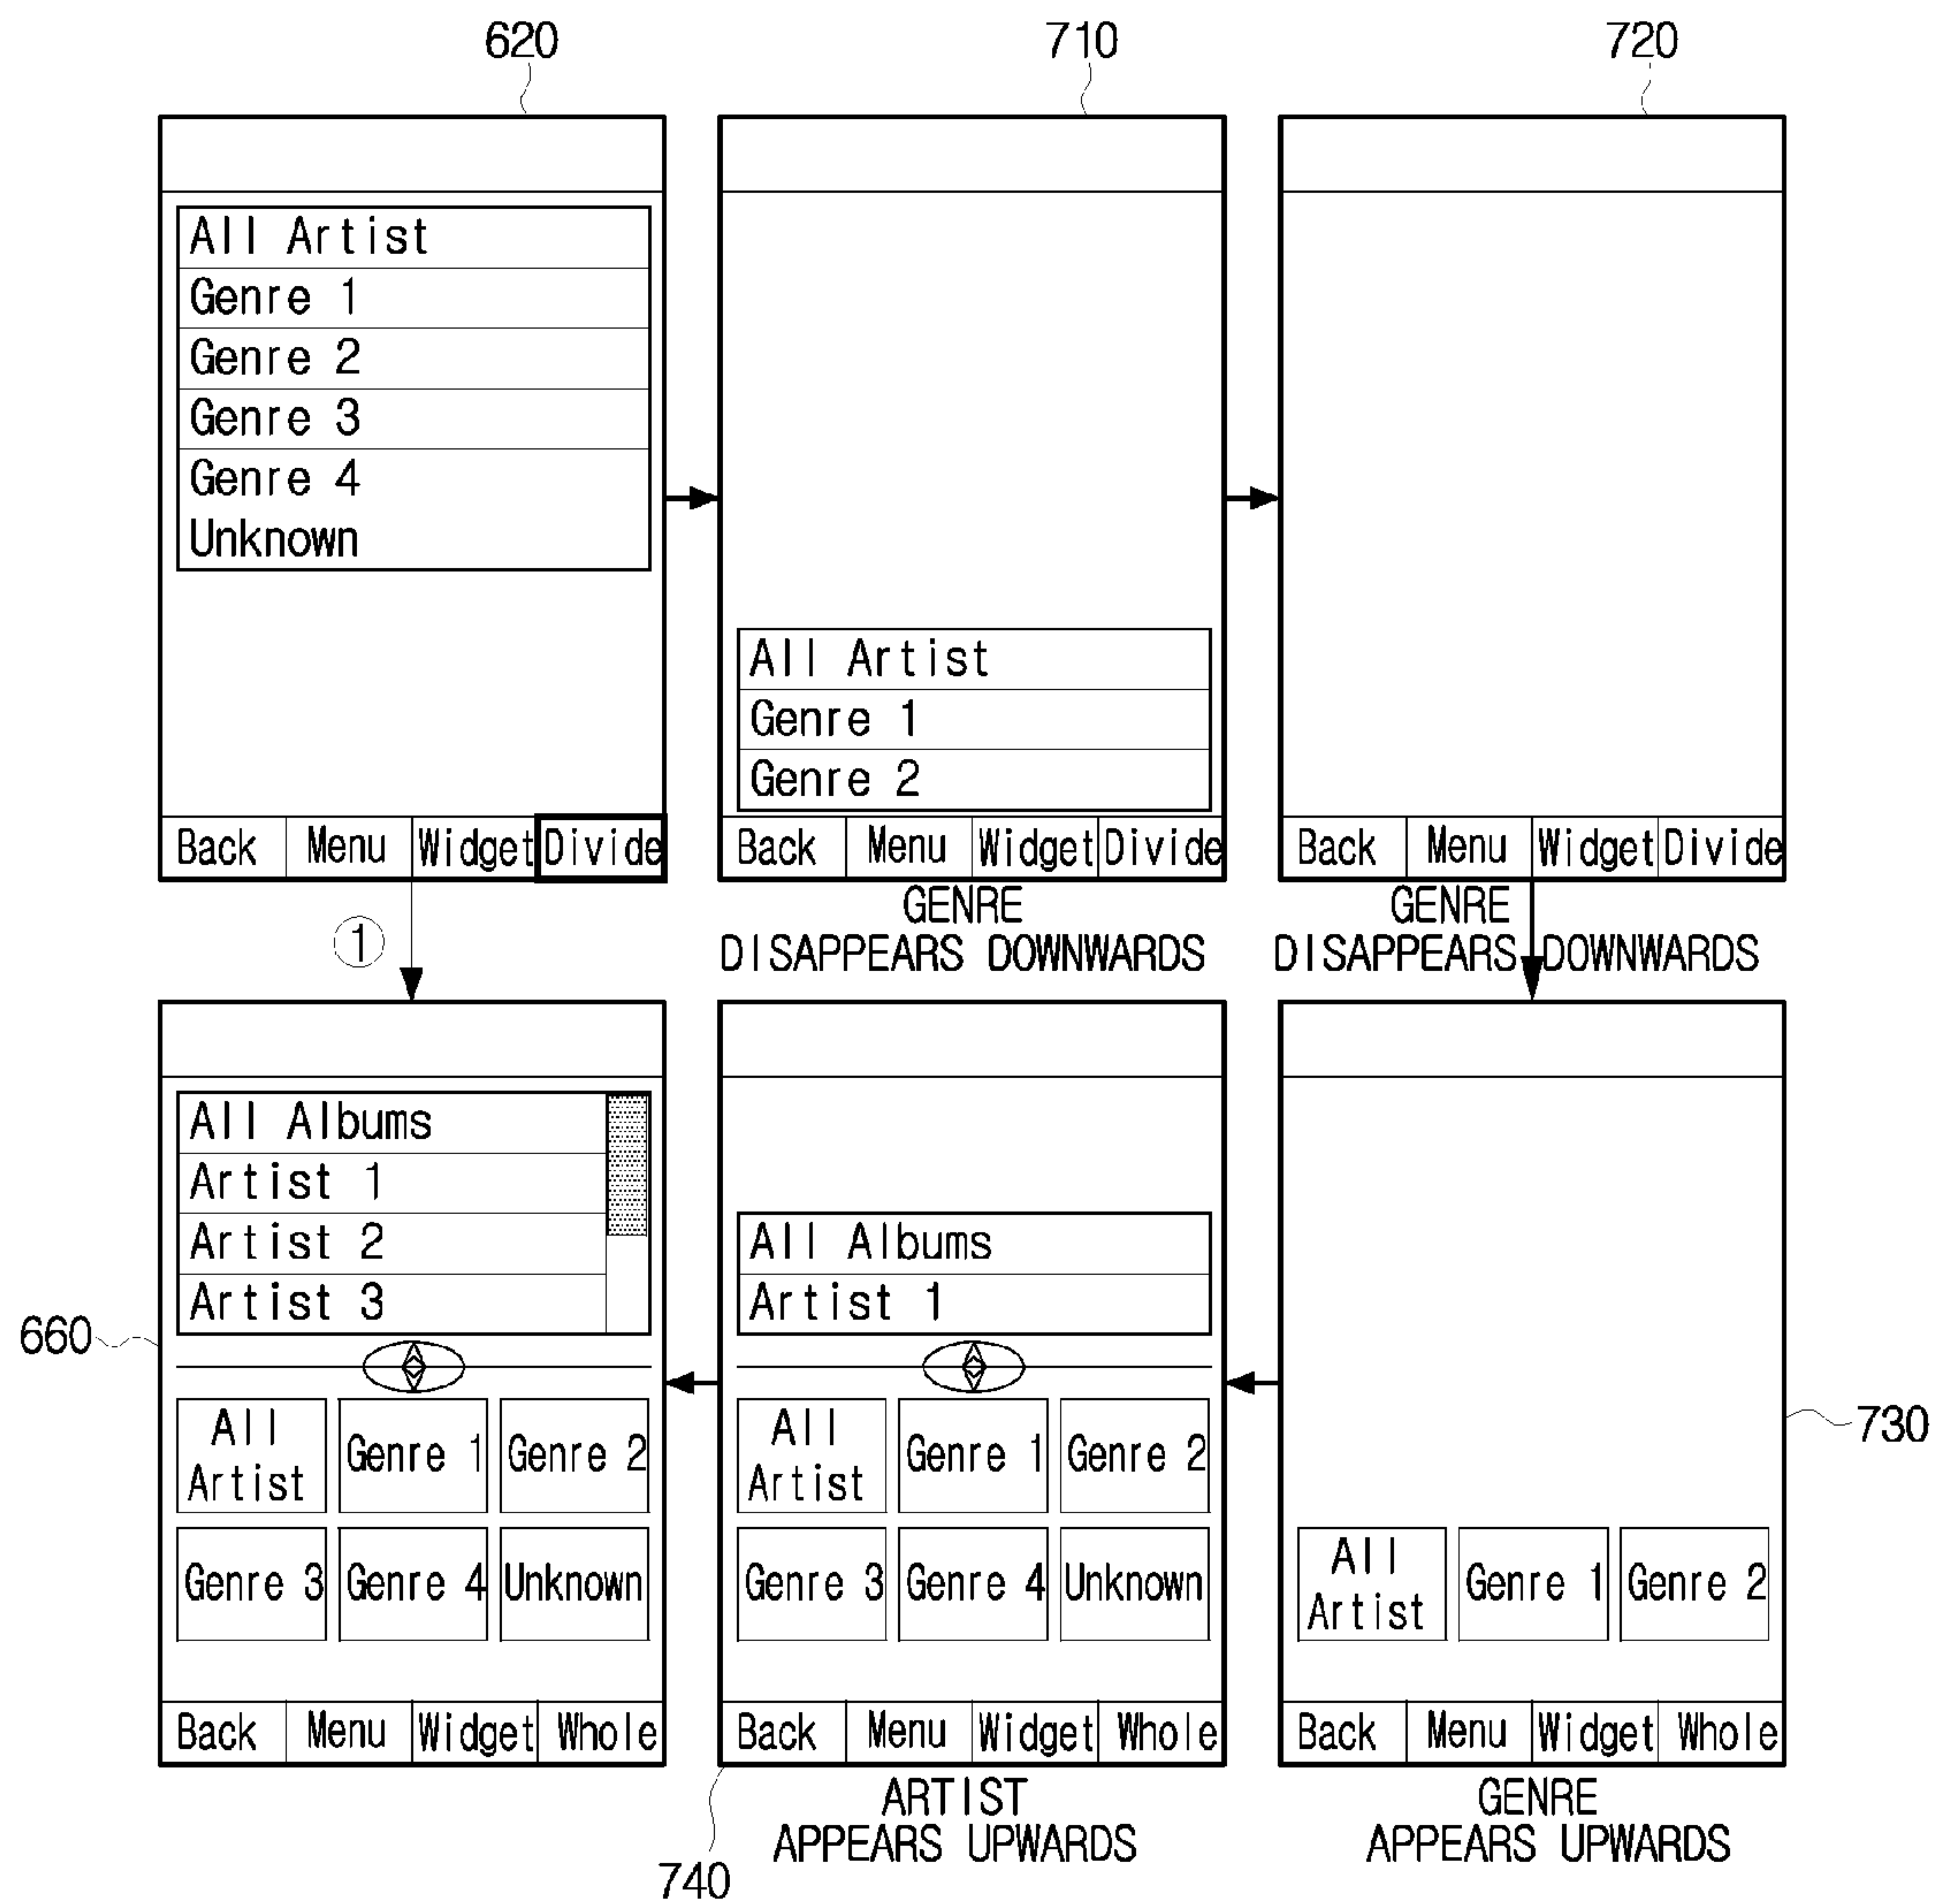 620
710
720
All Artist
Genre 1
Genre 2
Genre 3
Genre 4
Unknown
Back Menu Widget Divide
All Artist
Genre 1
Genre 2
Back Menu Widget Divide
GENRE
DISAPPEARS DOWNWARDS
Back Menu Widget Divide
GENRE
DISAPPEARS DOWNWARDS
①
660
All Albums
Artist 1
Artist 2
Artist 3
All
Artist
Genre 1
Genre 2
Genre 3
Genre 4
Unknown
Back Menu Widget Whole
All Albums
Artist 1
All
Artist
Genre 1
Genre 2
Genre 3
Genre 4
Unknown
Back Menu Widget Whole
ARTIST
APPEARS UPWARDS
740
730
All
Artist
Genre 1
Genre 2
Back Menu Widget Whole
GENRE
APPEARS UPWARDS